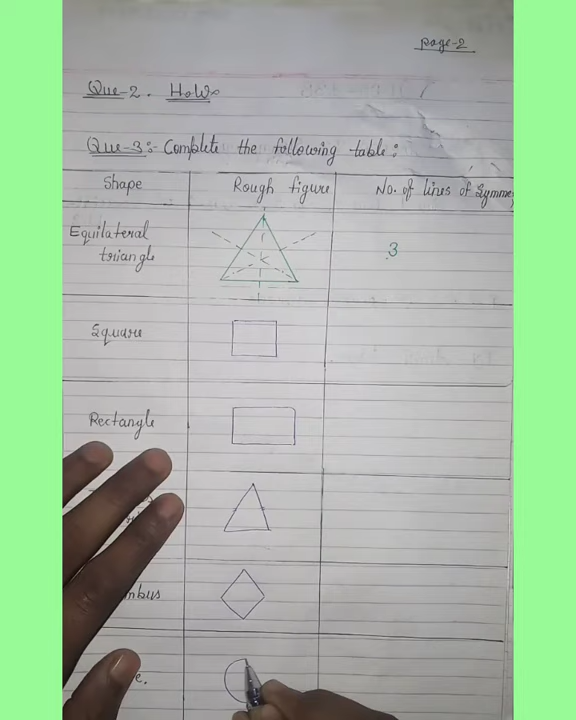 page-2
Que-2. H.W.
Que-3:- Complete the following table:
Shape Rough figure No. of lines of Symme
Equilateral
triangle 3
Square
Rectangle
mbus
e.